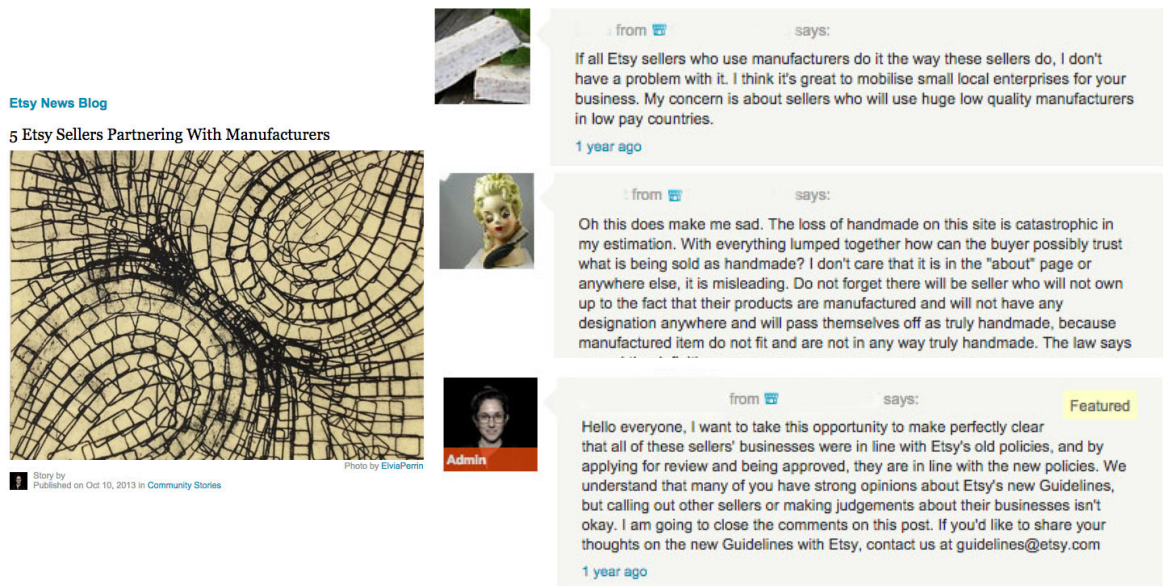 Etsy News Blog
5 Etsy Sellers Partnering With Manufacturers
Photo by ElviaPerrin
Story by
Published on Oct 10, 2013 in Community Stories
from says:
If all Etsy sellers who use manufacturers do it the way these sellers do, I don't
have a problem with it. I think it's great to mobilise small local enterprises for your
business. My concern is about sellers who will use huge low quality manufacturers
in low pay countries.
1 year ago
from says:
Oh this does make me sad. The loss of handmade on this site is catastrophic in
my estimation. With everything lumped together how can the buyer possibly trust
what is being sold as handmade? I don't care that it is in the "about" page or
anywhere else, it is misleading. Do not forget there will be seller who will not own
up to the fact that their products are manufactured and will not have any
designation anywhere and will pass themselves off as truly handmade, because
manufactured item do not fit and are not in any way truly handmade. The law says
Admin
from says:
Featured
Hello everyone, I want to take this opportunity to make perfectly clear
that all of these sellers' businesses were in line with Etsy's old policies, and by
applying for review and being approved, they are in line with the new policies. We
understand that many of you have strong opinions about Etsy's new Guidelines,
but calling out other sellers or making judgements about their businesses isn't
okay. I am going to close the comments on this post. If you'd like to share your
thoughts on the new Guidelines with Etsy, contact us at guidelines@etsy.com
1 year ago